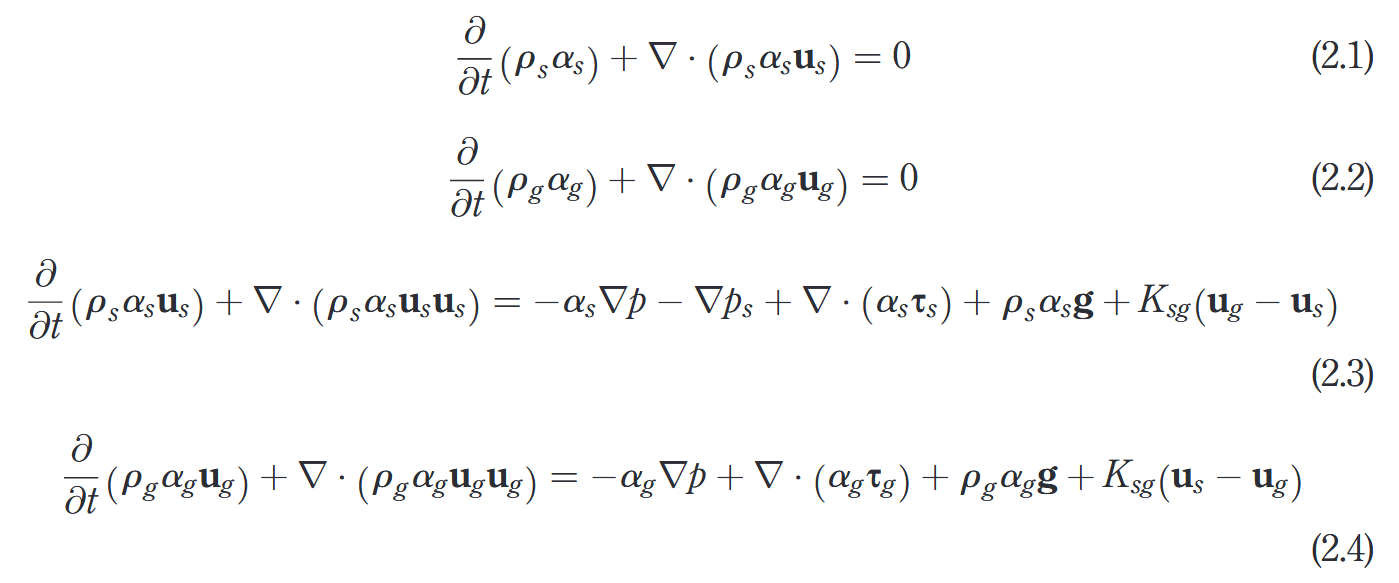 ∂/∂t (ρ_s α_s) + ∇ · (ρ_s α_s **u**_s) = 0 (2.1)
∂/∂t (ρ_g α_g) + ∇ · (ρ_g α_g **u**_g) = 0 (2.2)
∂/∂t (ρ_s α_s **u**_s) + ∇ · (ρ_s α_s **u**_s **u**_s) = −α_s ∇p − ∇p_s + ∇ · (α_s **τ**_s) + ρ_s α_s **g** + K_sg (**u**_g − **u**_s)
(2.3)
∂/∂t (ρ_g α_g **u**_g) + ∇ · (ρ_g α_g **u**_g **u**_g) = −α_g ∇p + ∇ · (α_g **τ**_g) + ρ_g α_g **g** + K_sg (**u**_s − **u**_g)
(2.4)